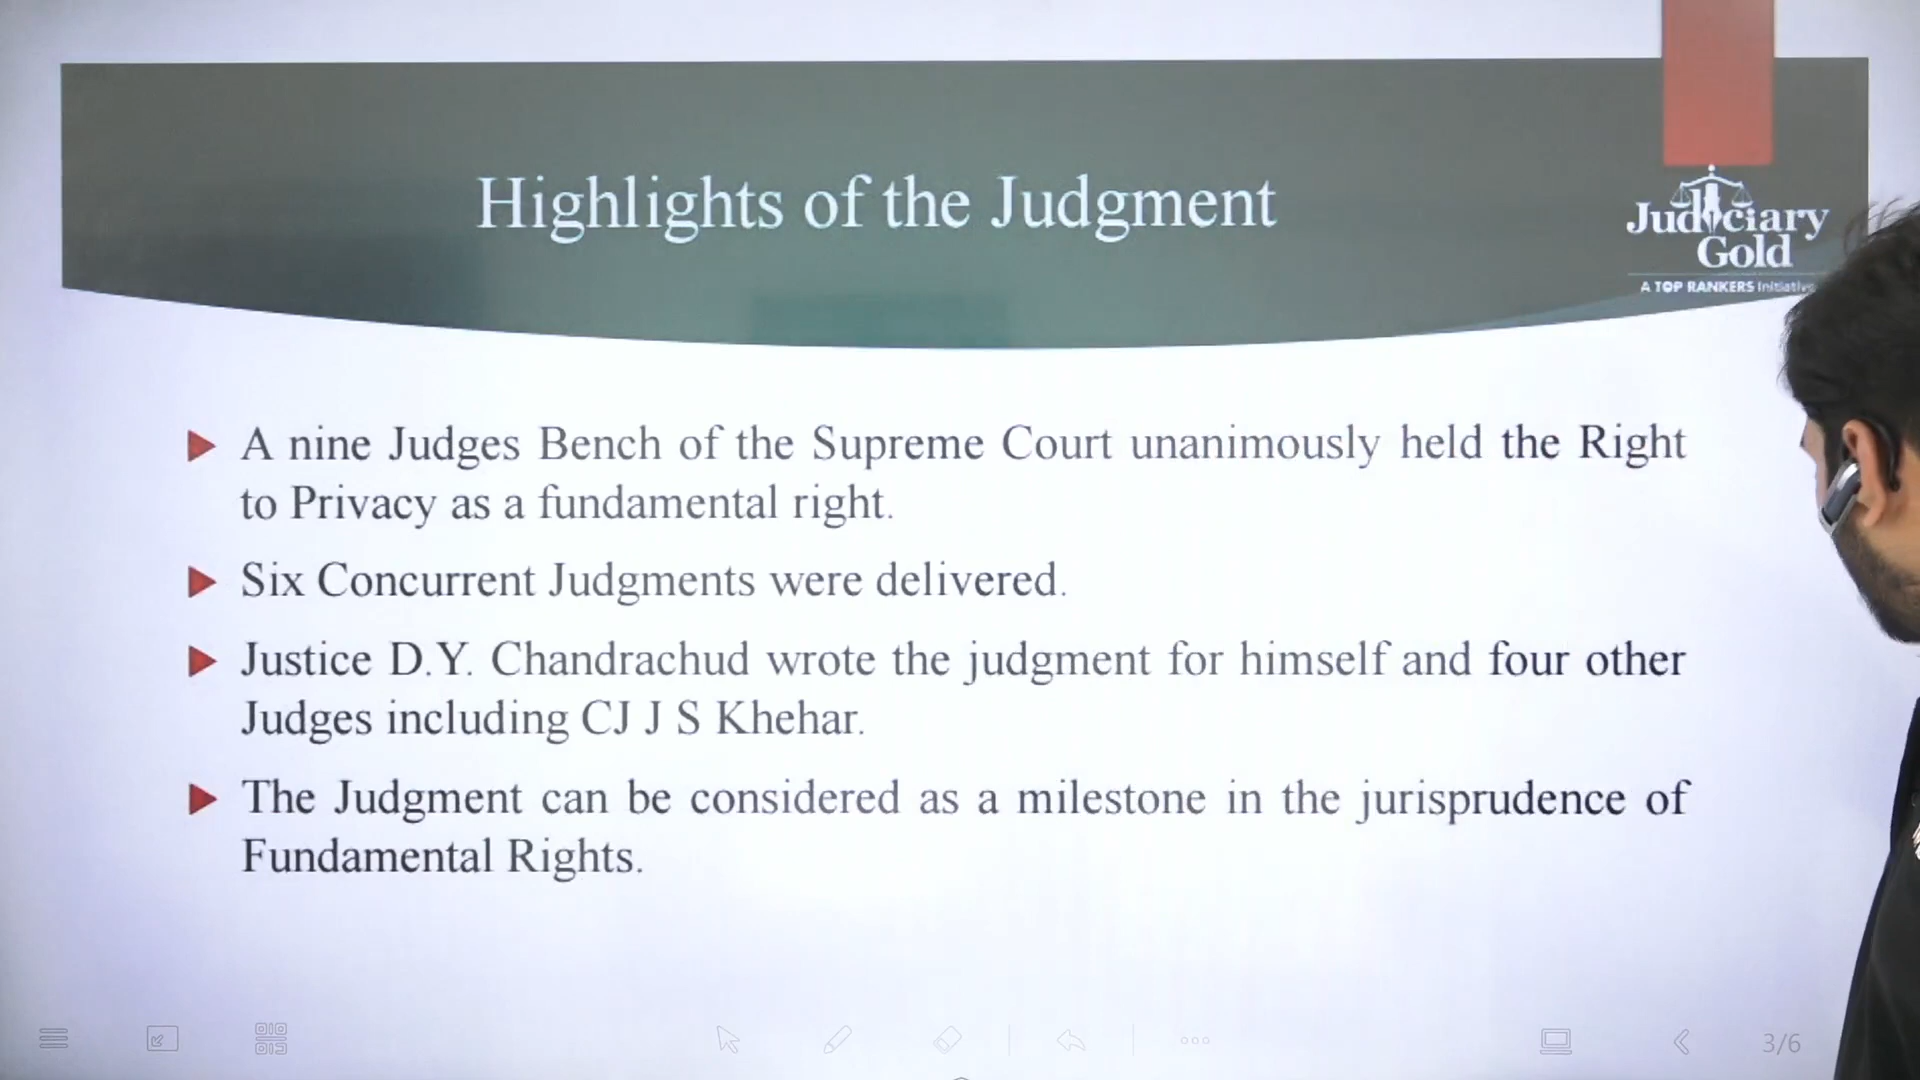 Highlights of the Judgment
Judiciary
Gold
A TOP RANKERS Initiative
A nine Judges Bench of the Supreme Court unanimously held the Right
to Privacy as a fundamental right.
Six Concurrent Judgments were delivered.
Justice D.Y. Chandrachud wrote the judgment for himself and four other
Judges including CJ J S Khehar.
The Judgment can be considered as a milestone in the jurisprudence of
Fundamental Rights.
3/6